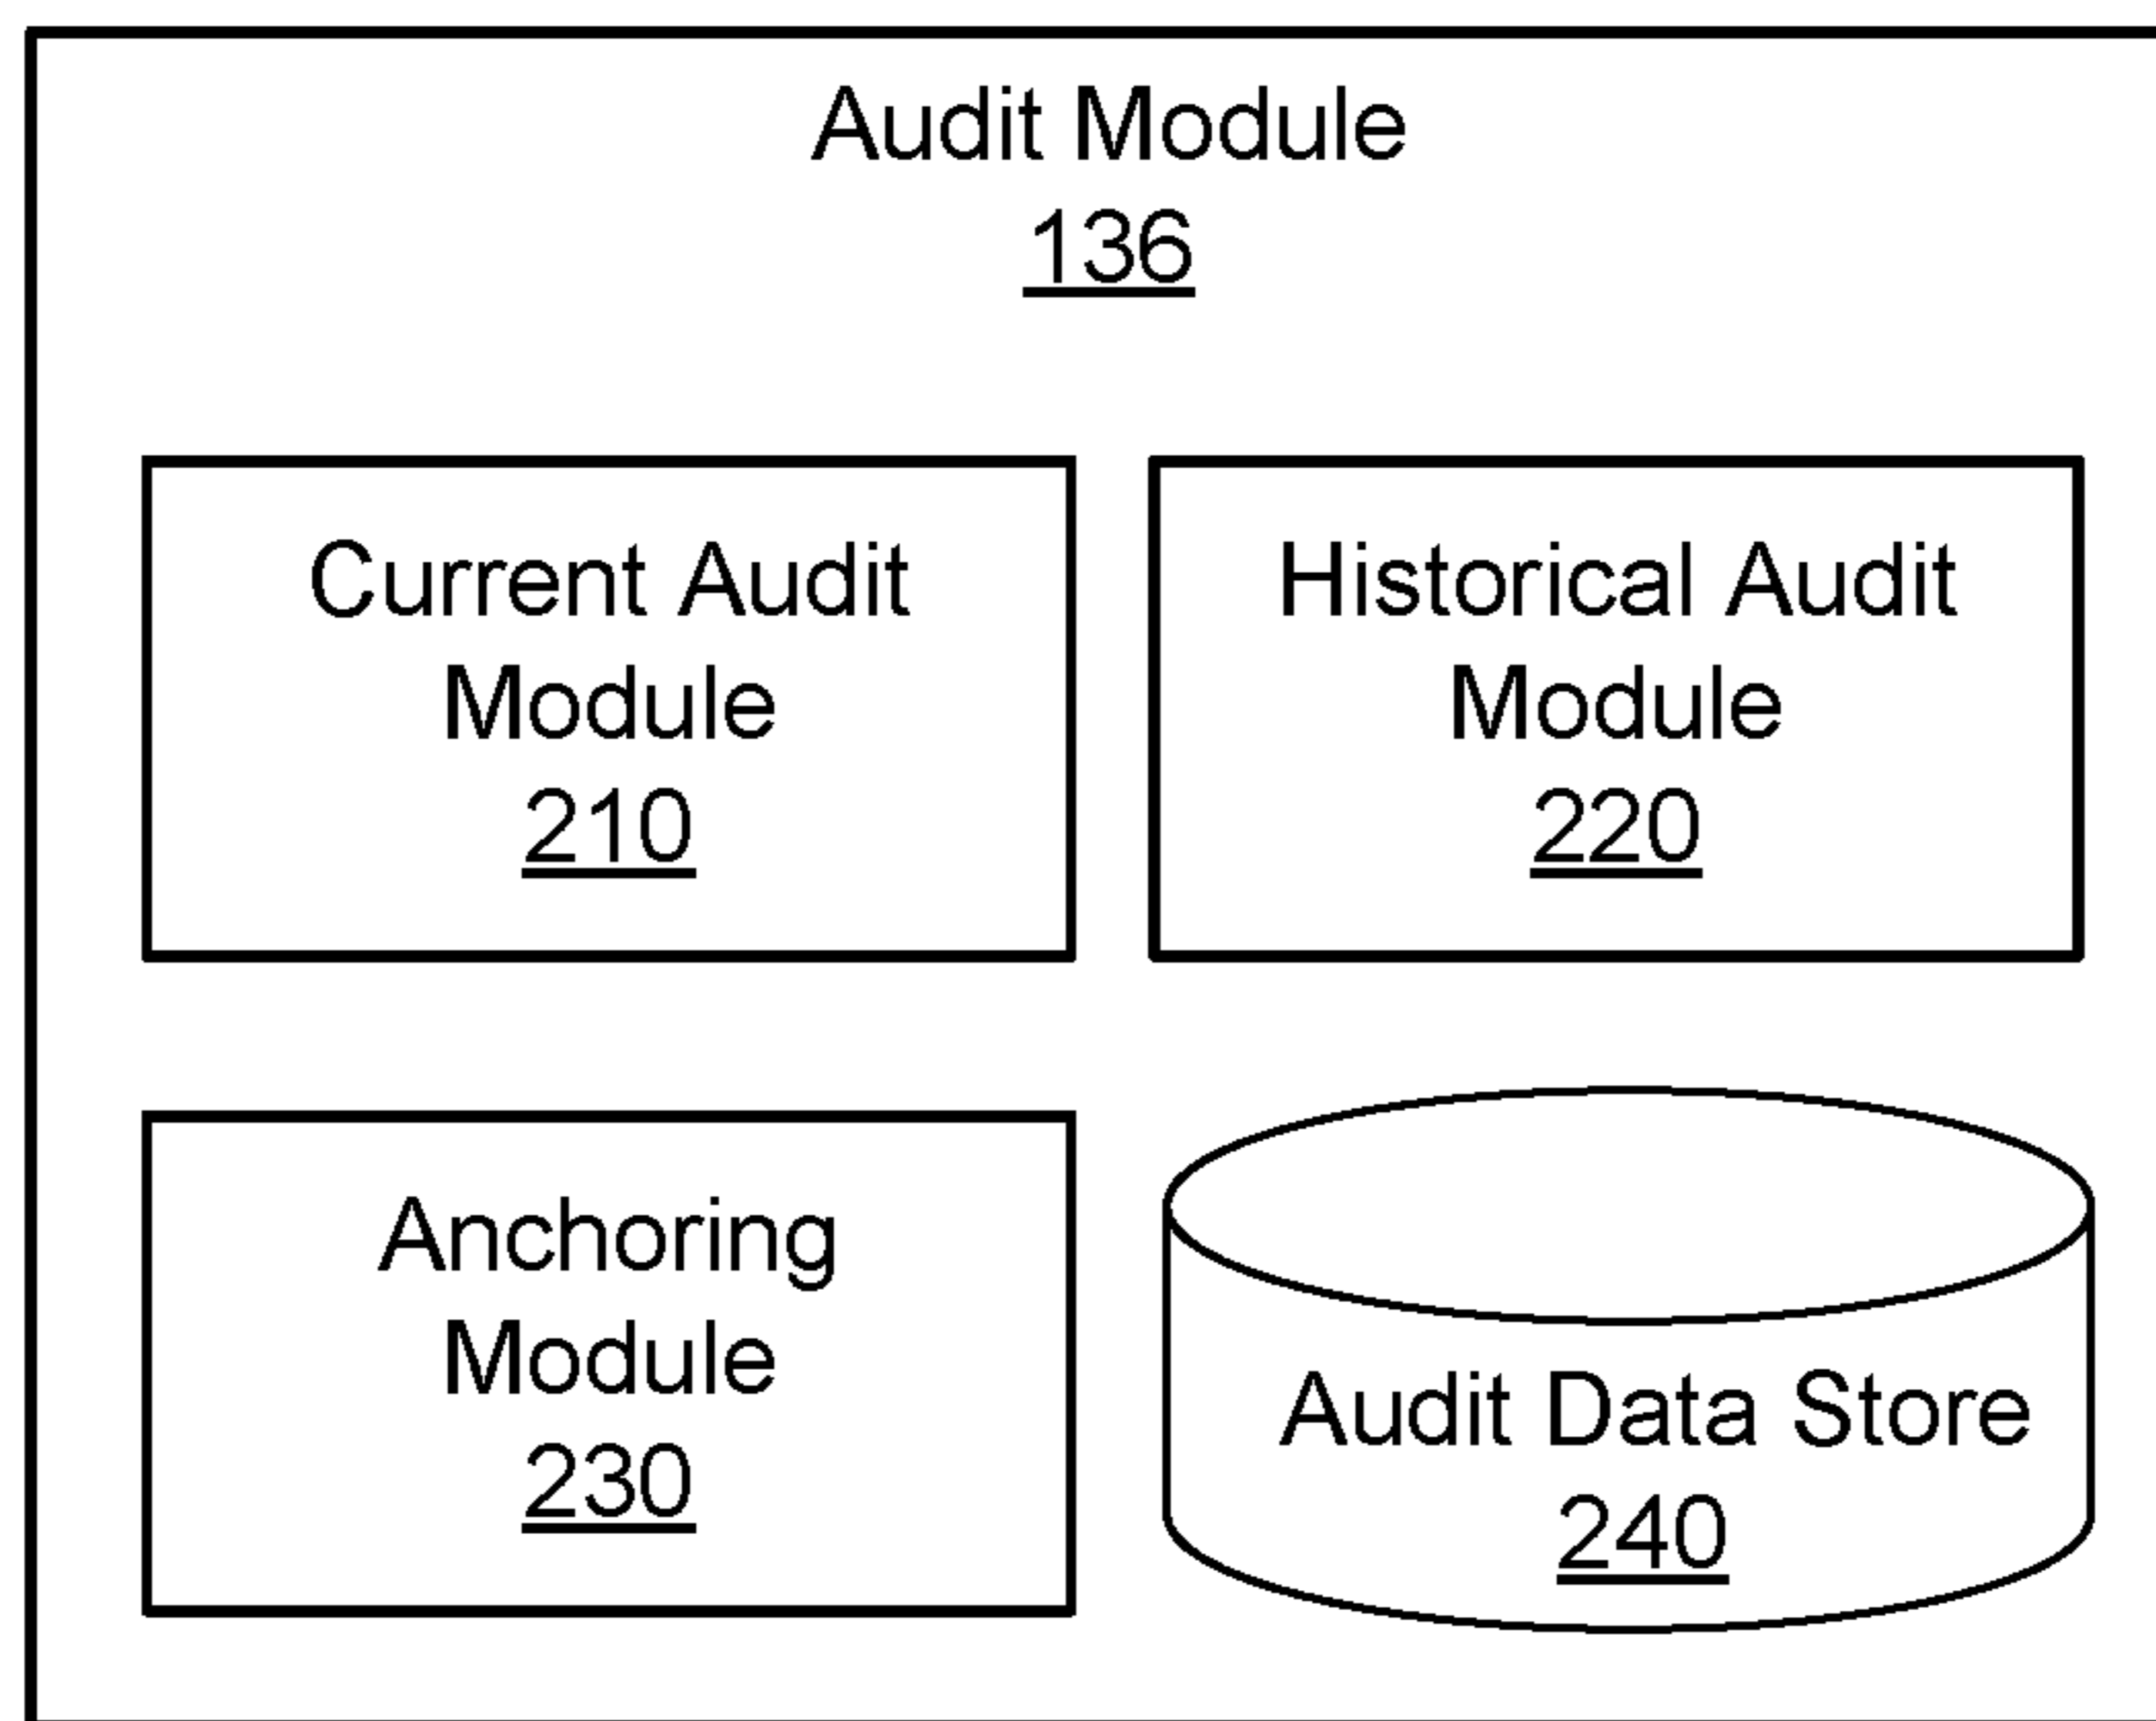 Audit Module
136
Current Audit
Module
210
Historical Audit
Module
220
Anchoring
Module
230
Audit Data Store
240